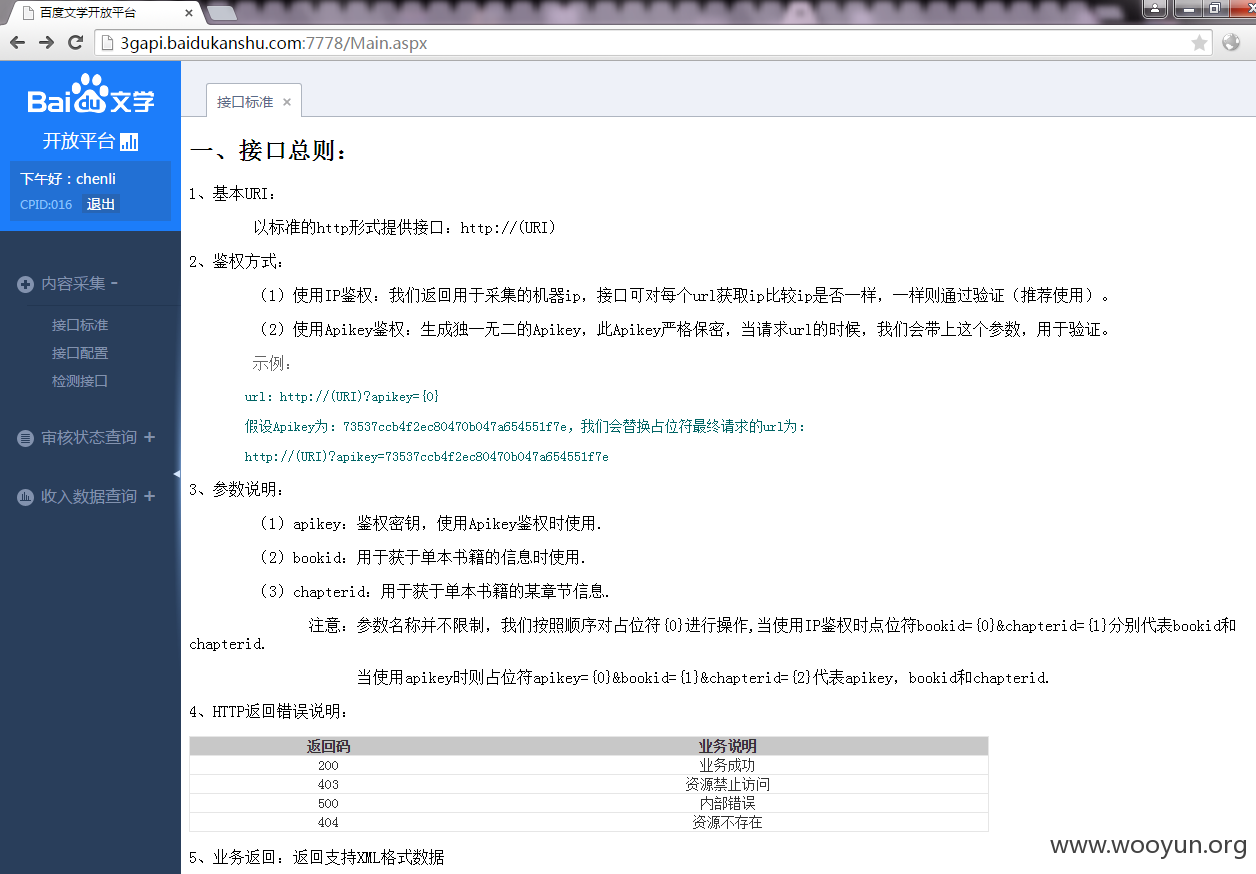 百度文学开放平台
3gapi.baidukanshu.com:7778/Main.aspx
Bai du 文学
开放平台
下午好：chenli
CPID:016 退出
内容采集 -
接口标准
接口配置
检测接口
审核状态查询 +
收入数据查询 +
接口标准 ×
一、接口总则：
1、基本URI：
以标准的http形式提供接口：http://(URI)
2、鉴权方式：
（1）使用IP鉴权：我们返回用于采集的机器ip，接口可对每个url获取ip比较ip是否一样，一样则通过验证（推荐使用）。
（2）使用Apikey鉴权：生成独一无二的Apikey，此Apikey严格保密，当请求url的时候，我们会带上这个参数，用于验证。
示例：
url：http://(URI)?apikey={0}
假设Apikey为：73537ccb4f2ec80470b047a654551f7e，我们会替换占位符最终请求的url为：
http://(URI)?apikey=73537ccb4f2ec80470b047a654551f7e
3、参数说明：
（1）apikey：鉴权密钥，使用Apikey鉴权时使用.
（2）bookid：用于获于单本书籍的信息时使用.
（3）chapterid：用于获于单本书籍的某章节信息.
注意：参数名称并不限制，我们按照顺序对占位符{0}进行操作,当使用IP鉴权时点位符bookid={0}&chapterid={1}分别代表bookid和
chapterid.
当使用apikey时则占位符apikey={0}&bookid={1}&chapterid={2}代表apikey，bookid和chapterid.
4、HTTP返回错误说明：
返回码 业务说明
200 业务成功
403 资源禁止访问
500 内部错误
404 资源不存在
5、业务返回：返回支持XML格式数据
www.wooyun.org